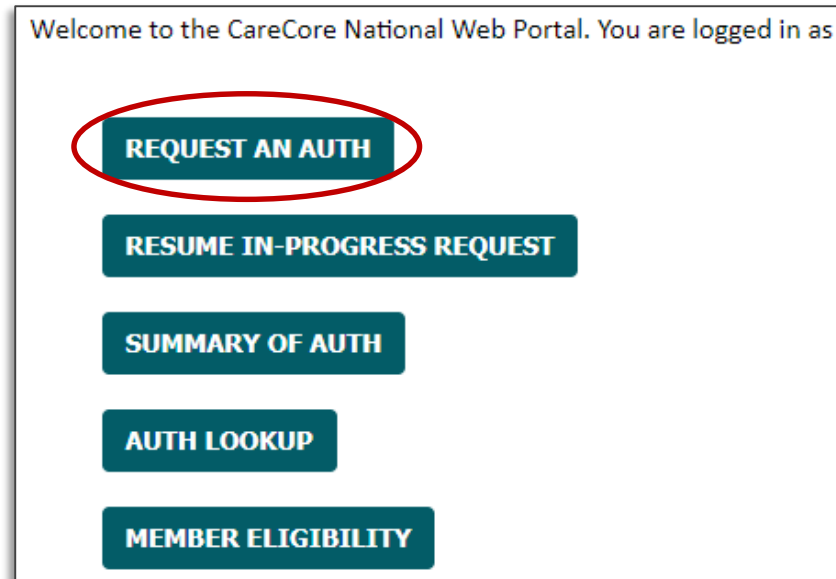 Welcome to the CareCore National Web Portal. You are logged in as
REQUEST AN AUTH
RESUME IN-PROGRESS REQUEST
SUMMARY OF AUTH
AUTH LOOKUP
MEMBER ELIGIBILITY